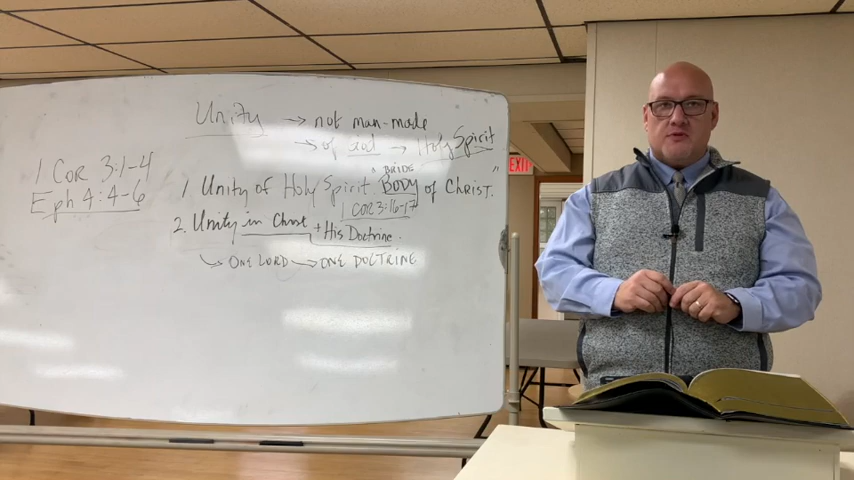 Unity → not man-made
→ of God → Holy Spirit
1 COR 3:1-4
Eph 4:4-6
"BRIDE
1. Unity of Holy Spirit. BODY of CHRIST."
1 COR 3:16-17
2. Unity in Christ + His Doctrine.
↳ ONE LORD → ONE DOCTRINE
EXIT